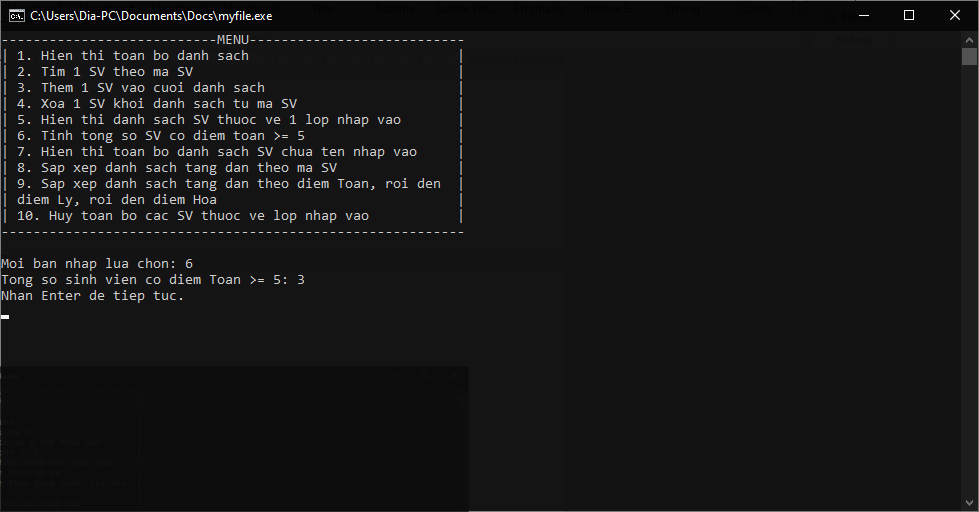 C:\Users\Dia-PC\Documents\Docs\myfile.exe
---------------------------MENU---------------------------
| 1. Hien thi toan bo danh sach |
| 2. Tim 1 SV theo ma SV |
| 3. Them 1 SV vao cuoi danh sach |
| 4. Xoa 1 SV khoi danh sach tu ma SV |
| 5. Hien thi danh sach SV thuoc ve 1 lop nhap vao |
| 6. Tinh tong so SV co diem toan >= 5 |
| 7. Hien thi toan bo danh sach SV chua ten nhap vao |
| 8. Sap xep danh sach tang dan theo ma SV |
| 9. Sap xep danh sach tang dan theo diem Toan, roi den |
| diem Ly, roi den diem Hoa |
| 10. Huy toan bo cac SV thuoc ve lop nhap vao |
----------------------------------------------------------
Moi ban nhap lua chon: 6
Tong so sinh vien co diem Toan >= 5: 3
Nhan Enter de tiep tuc.